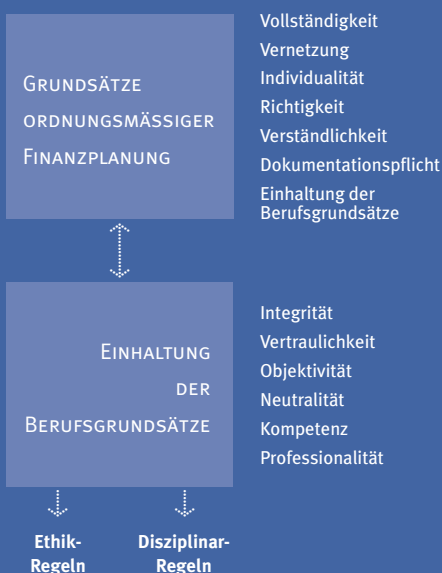 GRUNDSÄTZE
ORDNUNGSMÄSSIGER
FINANZPLANUNG
Vollständigkeit
Vernetzung
Individualität
Richtigkeit
Verständlichkeit
Dokumentationspflicht
Einhaltung der
Berufsgrundsätze
EINHALTUNG
DER
BERUFSGRUNDSÄTZE
Integrität
Vertraulichkeit
Objektivität
Neutralität
Kompetenz
Professionalität
Ethik-
Regeln
Disziplinar-
Regeln